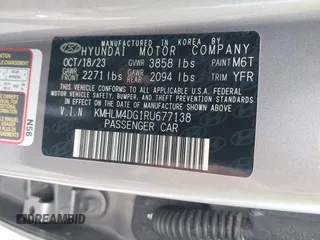 MANUFACTURED IN KOREA BY
HYUNDAI MOTOR COMPANY
OCT/18/23 GVWR 3858 lbs PAINT M6T
GAWR FRONT 2271 lbs GAWR REAR 2094 lbs TRIM YFR
THIS VEHICLE CONFORMS TO ALL APPLICABLE
FEDERAL MOTOR VEHICLE SAFETY, BUMPER, AND
THEFT PREVENTION STANDARDS IN EFFECT ON THE
DATE OF MANUFACTURE SHOWN ABOVE.
V.I.N KMHLM4DG1RU677138
PASSENGER CAR
N56
DREAMBID